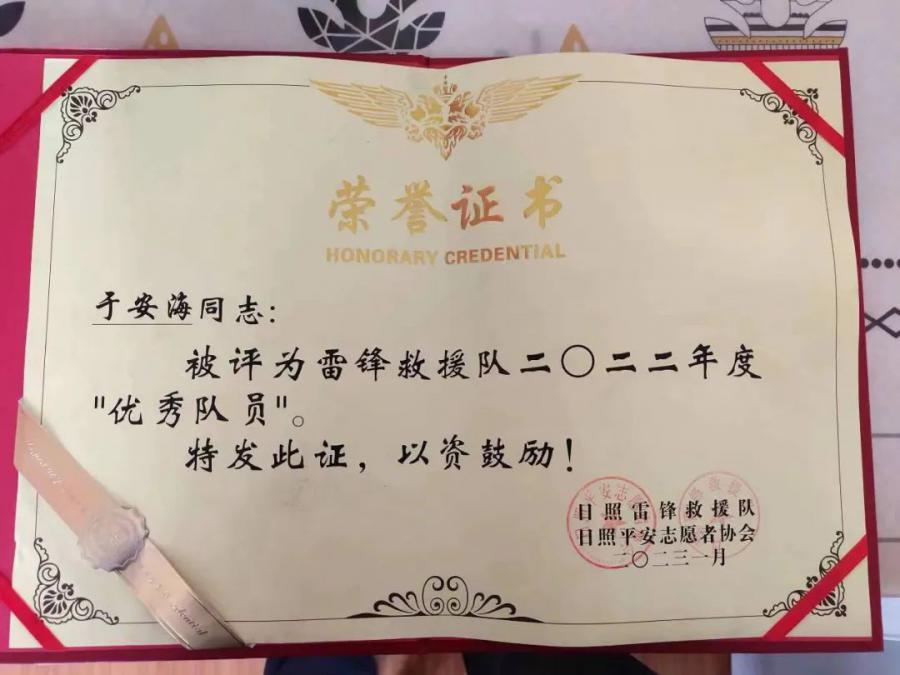 荣誉证书
HONORARY CREDENTIAL
于安海同志:
被评为雷锋救援队二〇二二年度
"优秀队员"。
特发此证，以资鼓励！
日照雷锋救援队
日照平安志愿者协会
二〇二三一月